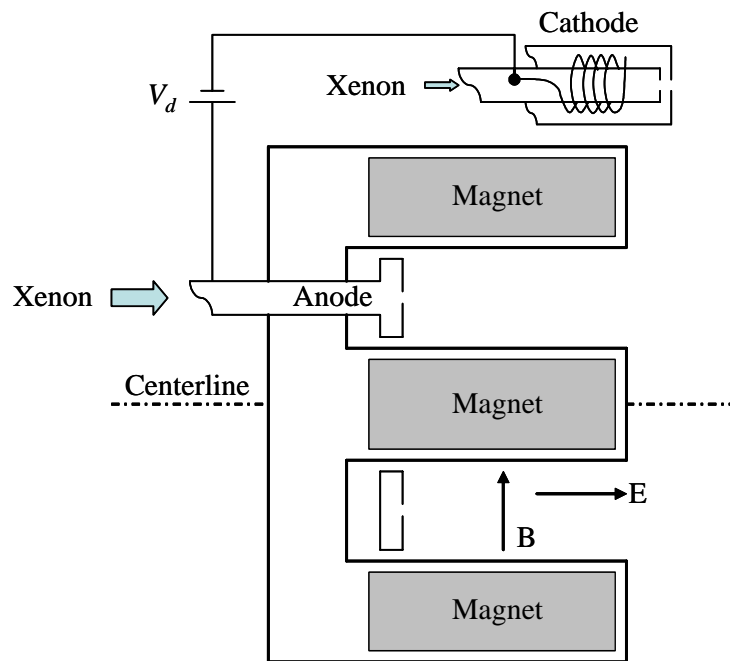 Cathode
Xenon
V_d
Magnet
Xenon
Anode
Centerline
Magnet
E
B
Magnet